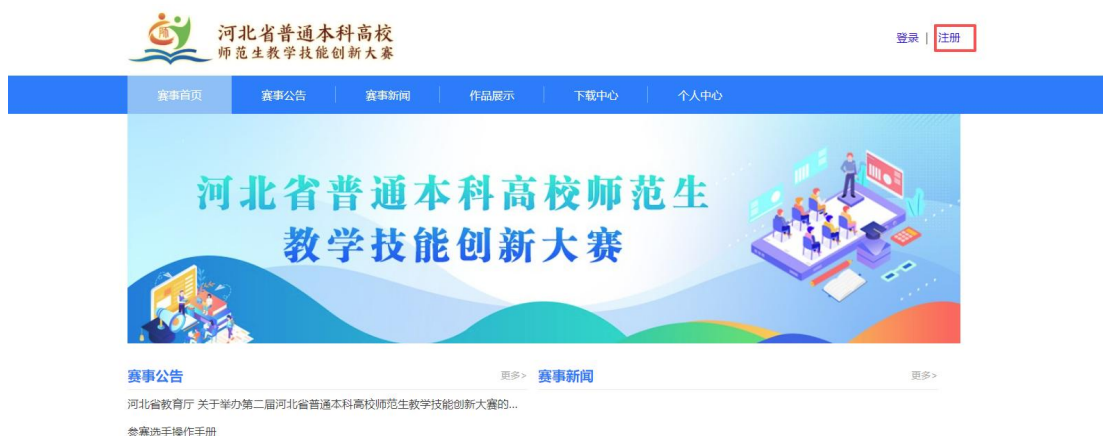 师
河北省普通本科高校
师范生教学技能创新大赛
登录 | 注册
赛事首页 赛事公告 赛事新闻 作品展示 下载中心 个人中心
河北省普通本科高校师范生
教学技能创新大赛
赛事公告 更多> 赛事新闻 更多>
河北省教育厅 关于举办第二届河北省普通本科高校师范生教学技能创新大赛的...
参赛选手操作手册